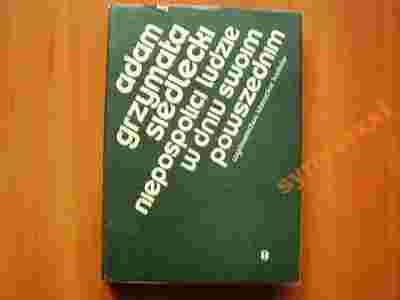 adam
grzymała
siedlecki
niepospolici ludzie
w dniu swoim
powszednim